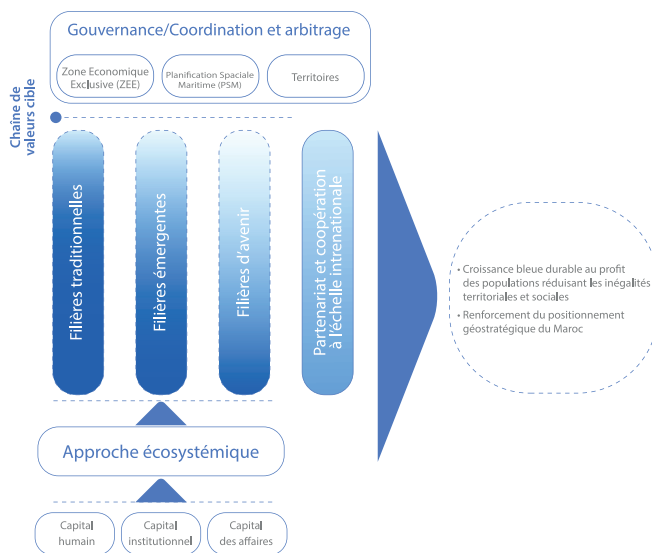 Gouvernance/Coordination et arbitrage
Zone Economique
Exclusive (ZEE)
Planification Spaciale
Maritime (PSM)
Territoires
Chaîne de
valeurs cible
Filières traditionnelles
Filières émergentes
Filières d'avenir
Partenariat et coopération
à l'échelle intrenationale
• Croissance bleue durable au profit
des populations réduisant les inégalités
territoriales et sociales
• Renforcement du positionnement
géostratégique du Maroc
Approche écosystémique
Capital
humain
Capital
institutionnel
Capital
des affaires